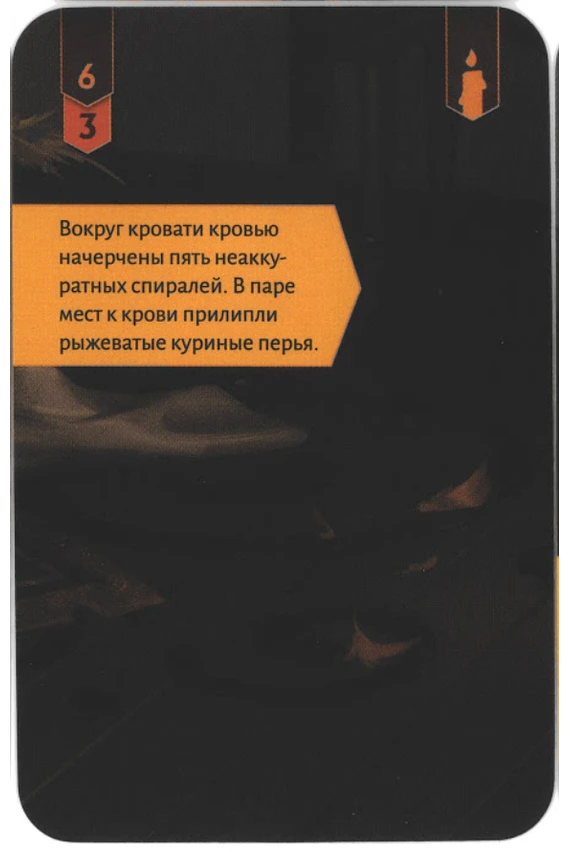 6
3
Вокруг кровати кровью
начерчены пять неакку-
ратных спиралей. В паре
мест к крови прилипли
рыжеватые куриные перья.